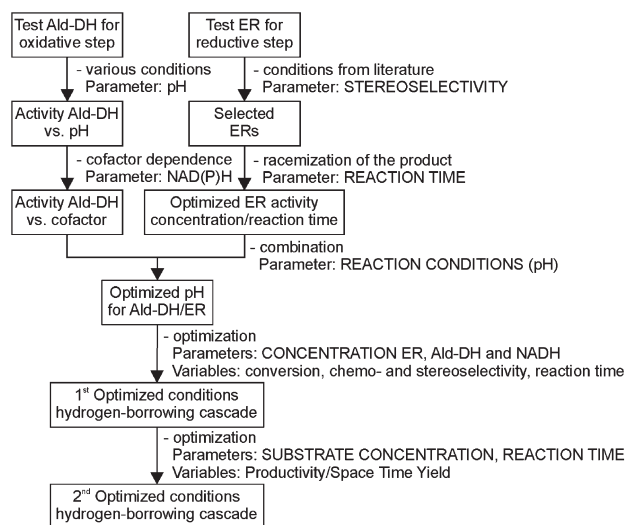 Test Ald-DH for
oxidative step
Test ER for
reductive step
- various conditions
Parameter: pH
- conditions from literature
Parameter: STEREOSELECTIVITY
Activity Ald-DH
vs. pH
Selected
ERs
- cofactor dependence
Parameter: NAD(P)H
- racemization of the product
Parameter: REACTION TIME
Activity Ald-DH
vs. cofactor
Optimized ER activity
concentration/reaction time
- combination
Parameter: REACTION CONDITIONS (pH)
Optimized pH
for Ald-DH/ER
- optimization
Parameters: CONCENTRATION ER, Ald-DH and NADH
Variables: conversion, chemo- and stereoselectivity, reaction time
1st Optimized conditions
hydrogen-borrowing cascade
- optimization
Parameters: SUBSTRATE CONCENTRATION, REACTION TIME
Variables: Productivity/Space Time Yield
2nd Optimized conditions
hydrogen-borrowing cascade